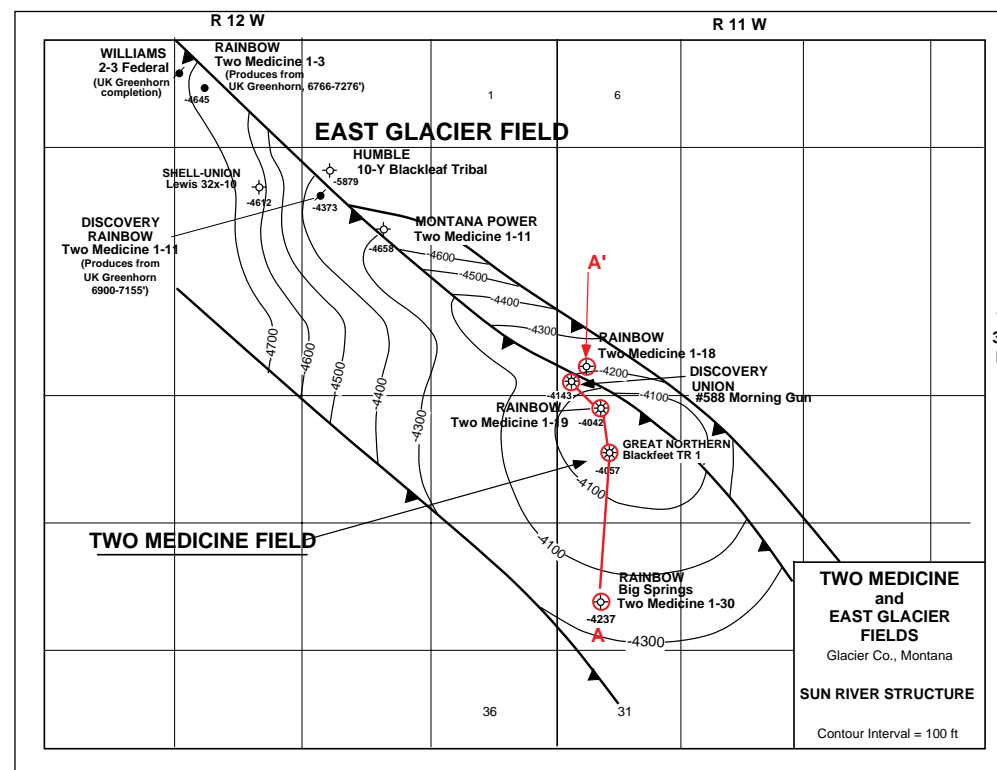 R 12 W
R 11 W
WILLIAMS
2-3 Federal
(UK Greenhorn
completion)
RAINBOW
Two Medicine 1-3
(Produces from
UK Greenhorn, 6766-7276')
-4645
1
6
EAST GLACIER FIELD
HUMBLE
10-Y Blackleaf Tribal
-5879
SHELL-UNION
Lewis 32x-10
-4612
-4373
DISCOVERY
RAINBOW
Two Medicine 1-11
(Produces from
UK Greenhorn
6900-7155')
MONTANA POWER
Two Medicine 1-11
-4658
-4600
-4500
-4400
-4300
A'
RAINBOW
Two Medicine 1-18
-4200
DISCOVERY
UNION
#588 Morning Gun
-4143
-4100
RAINBOW
Two Medicine 1-19
-4042
GREAT NORTHERN
Blackfeet TR 1
-4057
-4700
-4600
-4500
-4400
-4300
-4100
-4100
TWO MEDICINE FIELD
RAINBOW
Big Springs
Two Medicine 1-30
-4237
A
-4300
36
31
3
TWO MEDICINE
and
EAST GLACIER
FIELDS
Glacier Co., Montana
SUN RIVER STRUCTURE
Contour Interval = 100 ft